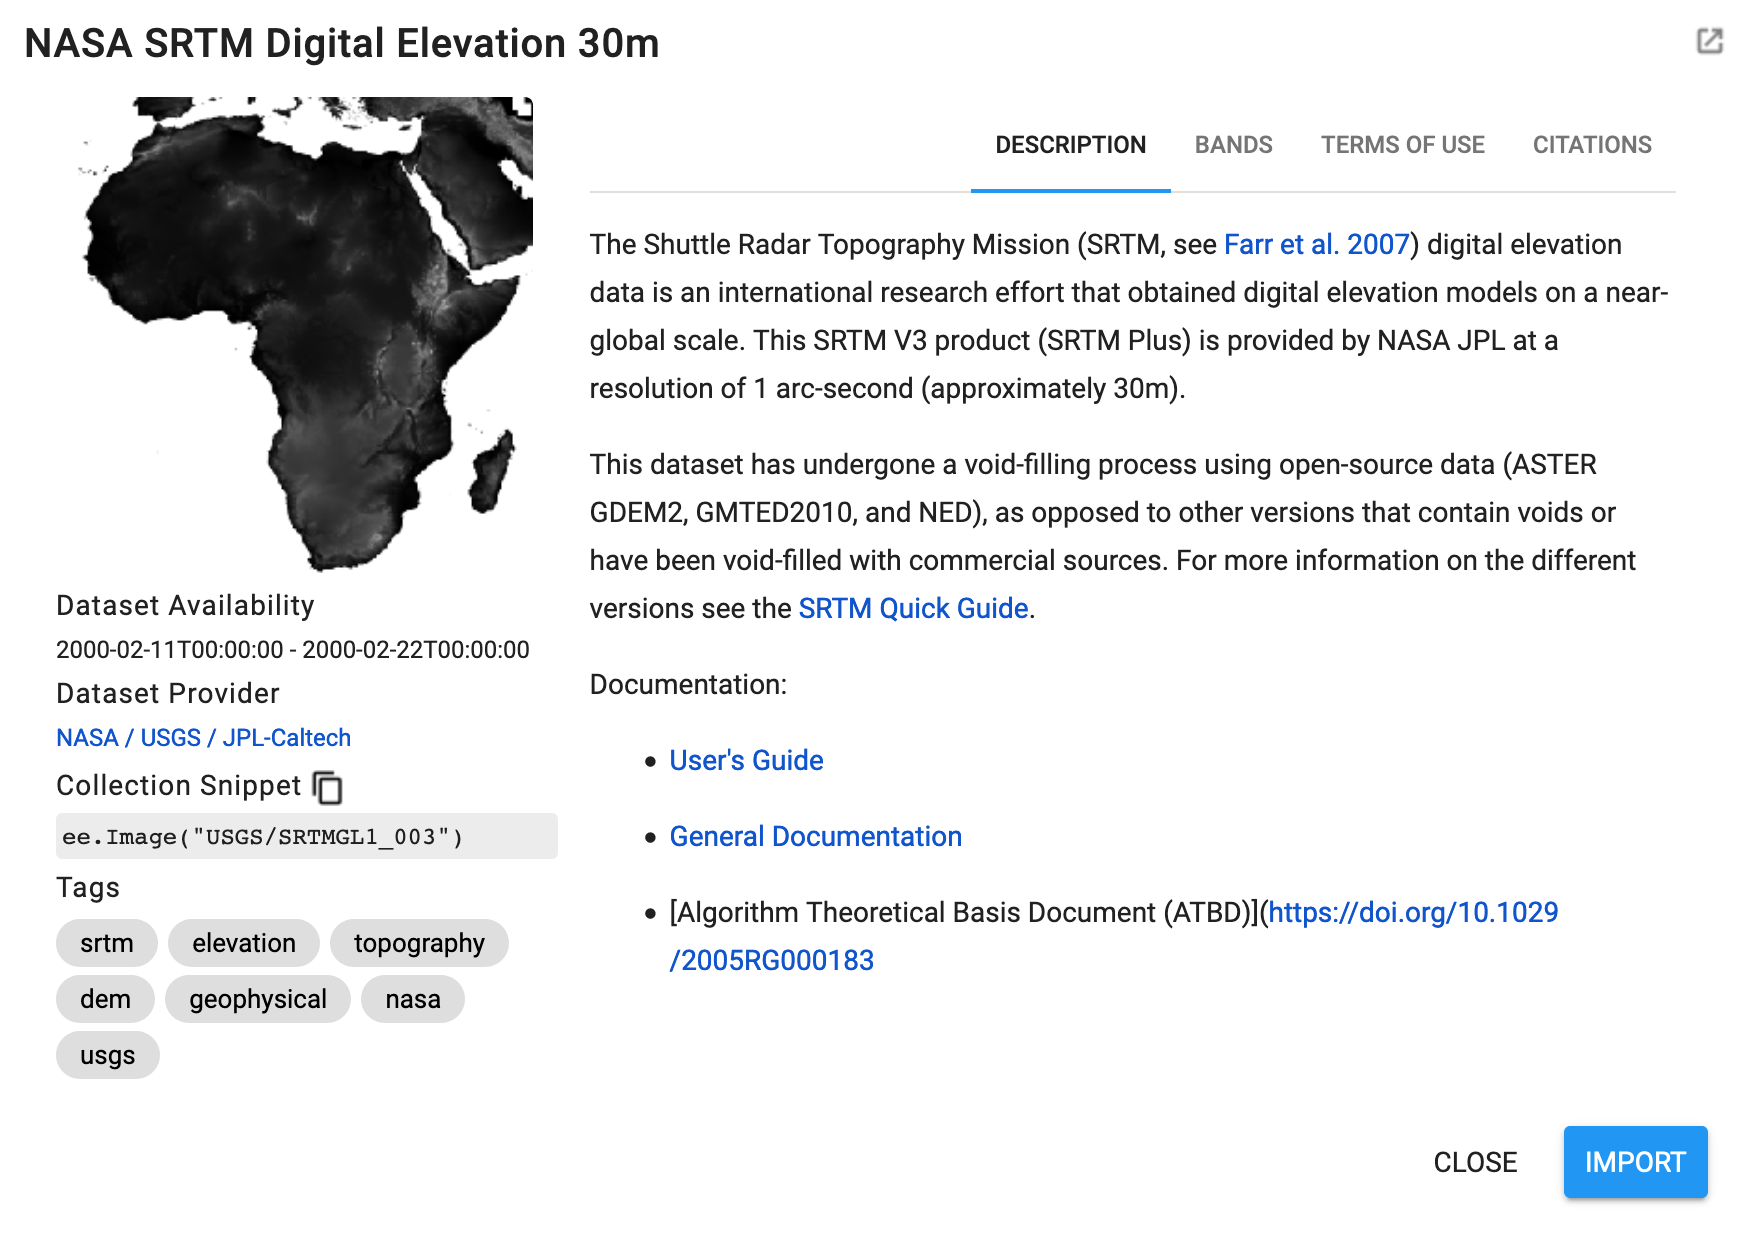 NASA SRTM Digital Elevation 30m
Dataset Availability
2000-02-11T00:00:00 - 2000-02-22T00:00:00
Dataset Provider
NASA / USGS / JPL-Caltech
Collection Snippet
ee.Image("USGS/SRTMGL1_003")
Tags
srtm elevation topography
dem geophysical nasa
usgs
DESCRIPTION BANDS TERMS OF USE CITATIONS
The Shuttle Radar Topography Mission (SRTM, see Farr et al. 2007) digital elevation
data is an international research effort that obtained digital elevation models on a near-
global scale. This SRTM V3 product (SRTM Plus) is provided by NASA JPL at a
resolution of 1 arc-second (approximately 30m).
This dataset has undergone a void-filling process using open-source data (ASTER
GDEM2, GMTED2010, and NED), as opposed to other versions that contain voids or
have been void-filled with commercial sources. For more information on the different
versions see the SRTM Quick Guide.
Documentation:
• User's Guide
• General Documentation
• [Algorithm Theoretical Basis Document (ATBD)](https://doi.org/10.1029
/2005RG000183
CLOSE IMPORT